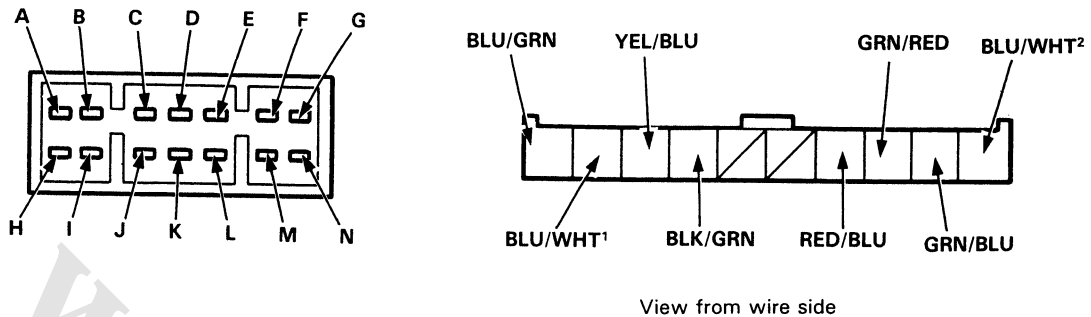 A B C D E F G
H I J K L M N
BLU/GRN YEL/BLU GRN/RED BLU/WHT²
BLU/WHT¹ BLK/GRN RED/BLU GRN/BLU
View from wire side